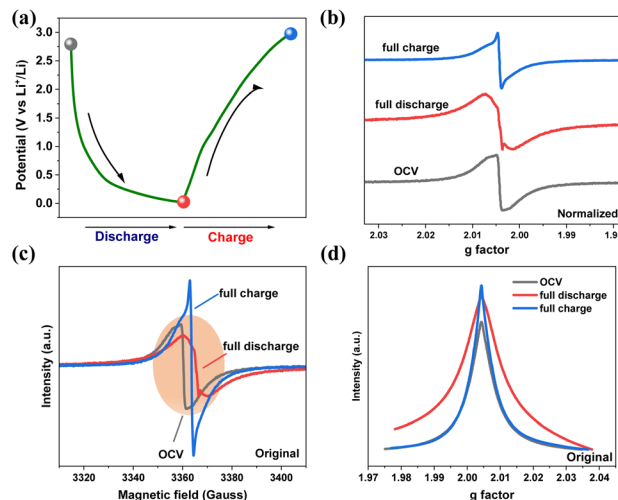 (a)
Potential (V vs Li⁺/Li)
3.0
2.5
2.0
1.5
1.0
0.5
0.0
Discharge
Charge
(b)
full charge
full discharge
OCV
Normalized
2.03
2.02
2.01
2.00
1.99
g factor
(c)
Intensity (a.u.)
full charge
full discharge
OCV
Original
3320
3340
3360
3380
3400
Magnetic field (Gauss)
(d)
Intensity (a.u.)
OCV
full discharge
full charge
Original
1.97
1.98
1.99
2.00
2.01
2.02
2.03
2.04
g factor